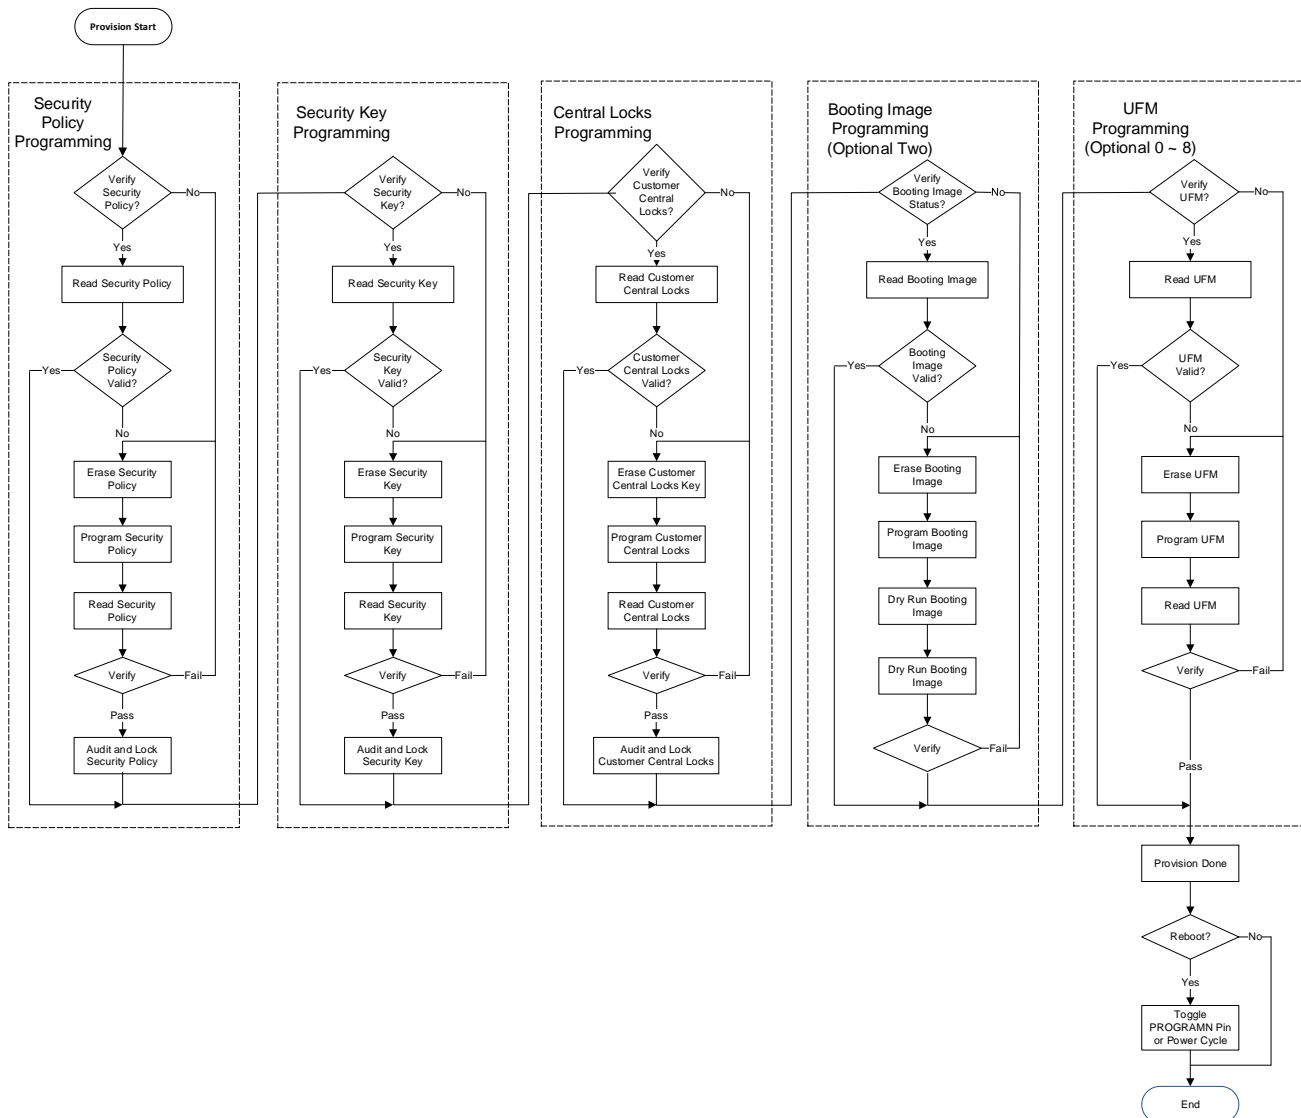 Provision Start
Security
Policy
Programming
Verify
Security
Policy?
No
Yes
Read Security Policy
Security
Policy
Valid?
Yes
No
Erase Security
Policy
Program Security
Policy
Read Security
Policy
Verify
Fail
Pass
Audit and Lock
Security Policy
Security Key
Programming
Verify
Security
Key?
No
Yes
Read Security Key
Security
Key
Valid?
Yes
No
Erase Security
Key
Program Security
Key
Read Security
Key
Verify
Fail
Pass
Audit and Lock
Security Key
Central Locks
Programming
Verify
Customer
Central
Locks?
No
Yes
Read Customer
Central Locks
Customer
Central Locks
Valid?
Yes
No
Erase Customer
Central Locks Key
Program Customer
Central Locks
Read Customer
Central Locks
Verify
Fail
Pass
Audit and Lock
Customer Central Locks
Booting Image
Programming
(Optional Two)
Verify
Booting Image
Status?
No
Yes
Read Booting Image
Booting
Image
Valid?
Yes
No
Erase Booting
Image
Program Booting
Image
Dry Run Booting
Image
Dry Run Booting
Image
Verify
Fail
UFM
Programming
(Optional 0 ~ 8)
Verify
UFM?
No
Yes
Read UFM
UFM
Valid?
Yes
No
Erase UFM
Program UFM
Read UFM
Verify
Fail
Pass
Provision Done
Reboot?
No
Yes
Toggle
PROGRAMN Pin
or Power Cycle
End